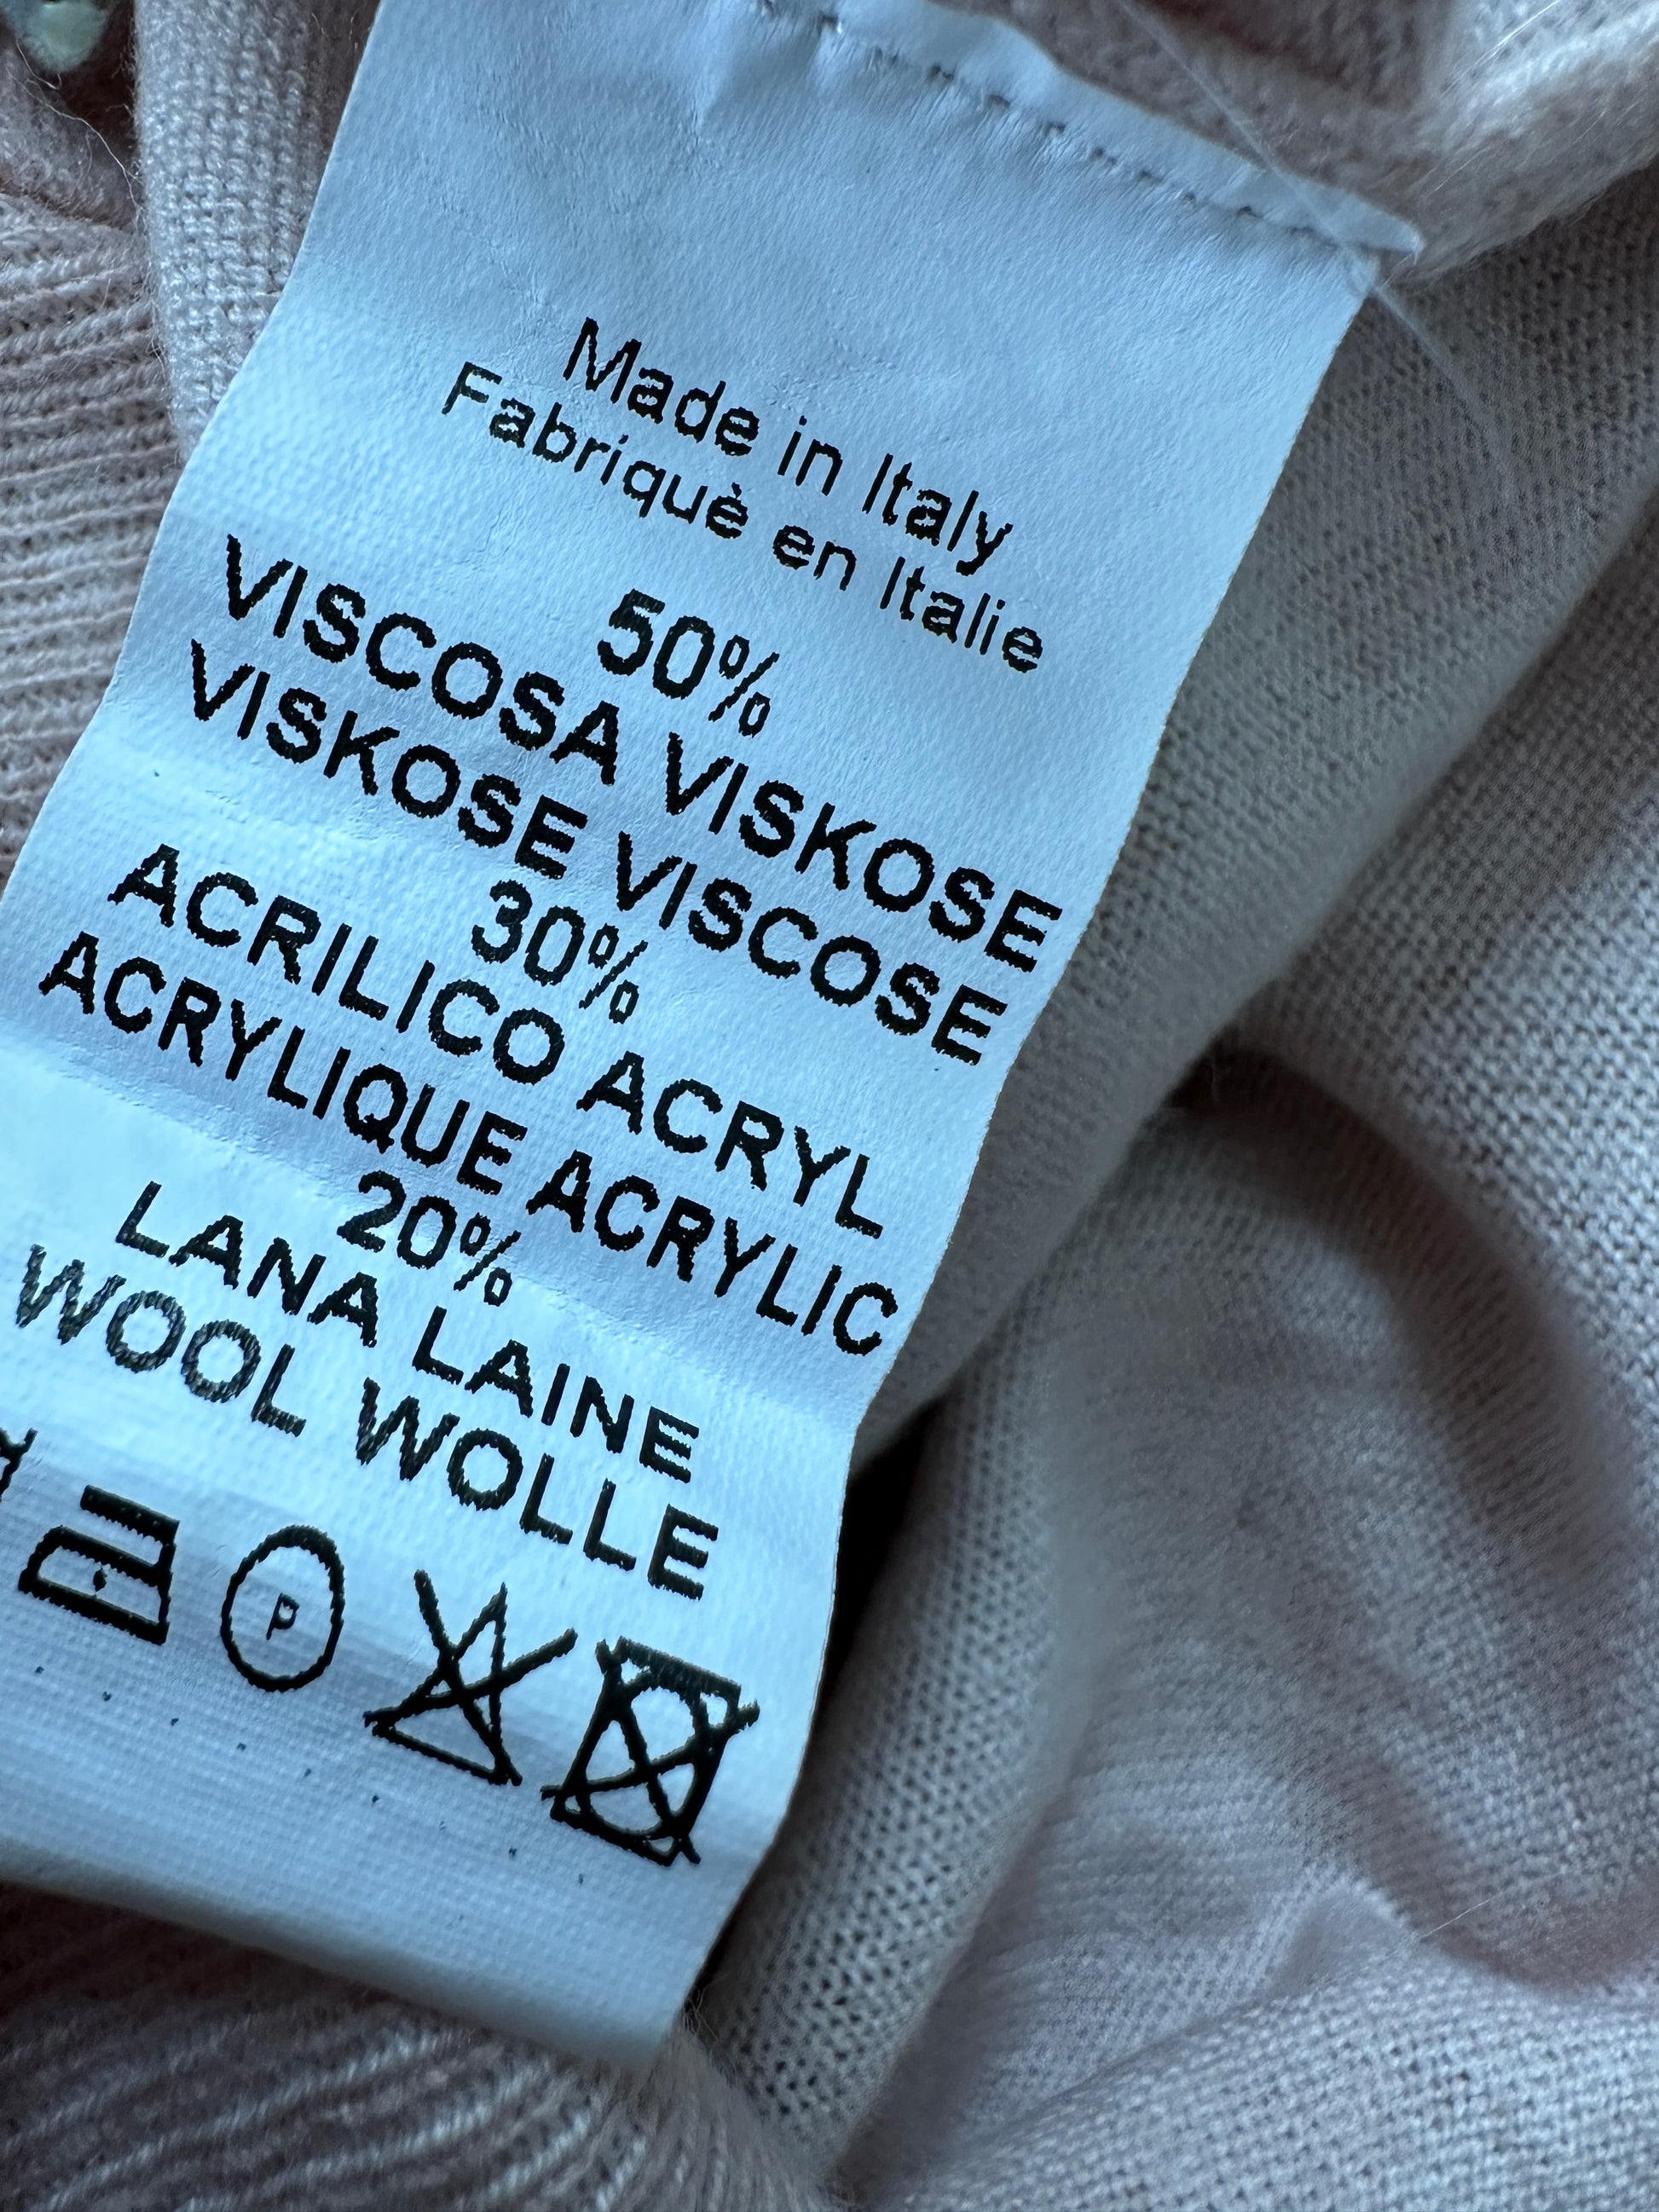 Made in Italy
Fabriquè en Italie
50%
VISCOSA VISKOSE
VISKOSE VISCOSE
30%
ACRILICO ACRYL
ACRYLIQUE ACRYLIC
20%
LANA LAINE
WOOL WOLLE
P